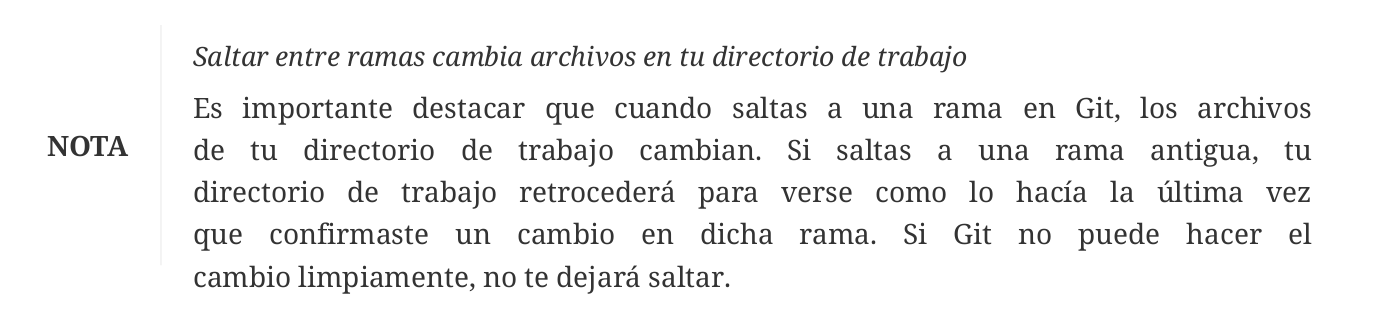 Saltar entre ramas cambia archivos en tu directorio de trabajo
Es importante destacar que cuando saltas a una rama en Git, los archivos
NOTA
de tu directorio de trabajo cambian. Si saltas a una rama antigua, tu
directorio de trabajo retrocederá para verse como lo hacía la última vez
que confirmaste un cambio en dicha rama. Si Git no puede hacer el
cambio limpiamente, no te dejará saltar.